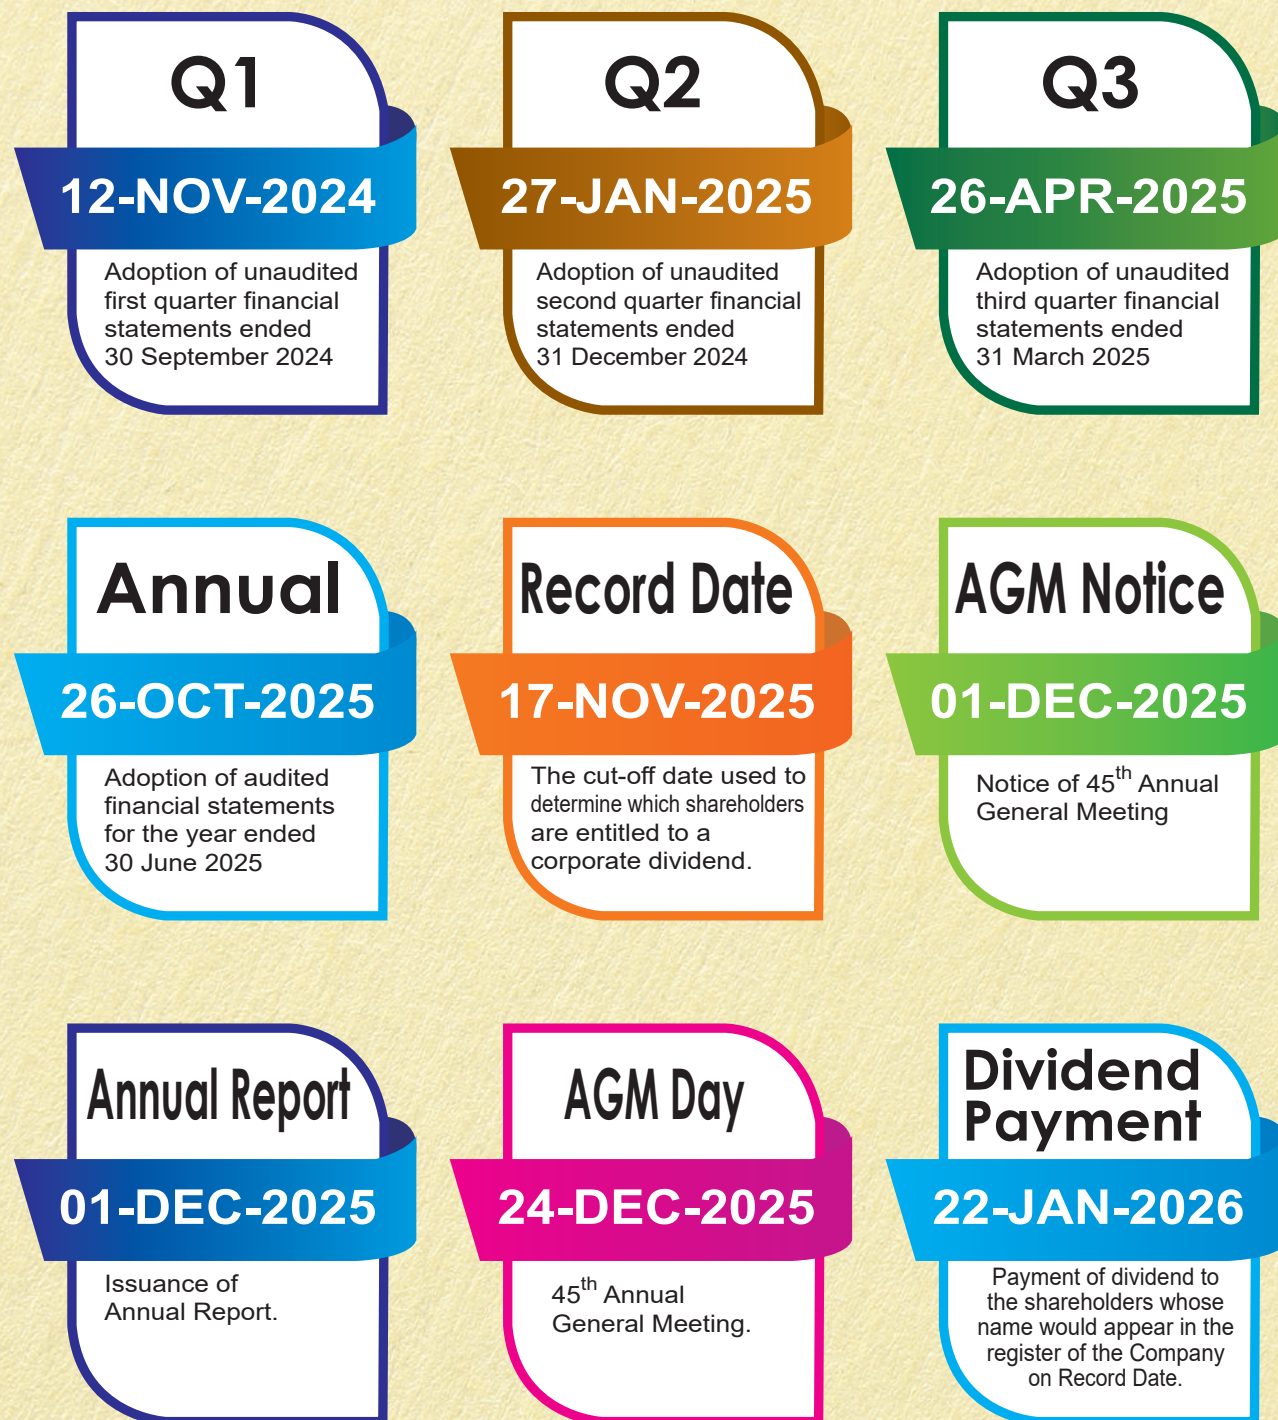 Q1
12-NOV-2024
Adoption of unaudited
first quarter financial
statements ended
30 September 2024
Q2
27-JAN-2025
Adoption of unaudited
second quarter financial
statements ended
31 December 2024
Q3
26-APR-2025
Adoption of unaudited
third quarter financial
statements ended
31 March 2025
Annual
26-OCT-2025
Adoption of audited
financial statements
for the year ended
30 June 2025
Record Date
17-NOV-2025
The cut-off date used to
determine which shareholders
are entitled to a
corporate dividend.
AGM Notice
01-DEC-2025
Notice of 45th Annual
General Meeting
Annual Report
01-DEC-2025
Issuance of
Annual Report.
AGM Day
24-DEC-2025
45th Annual
General Meeting.
Dividend
Payment
22-JAN-2026
Payment of dividend to
the shareholders whose
name would appear in the
register of the Company
on Record Date.